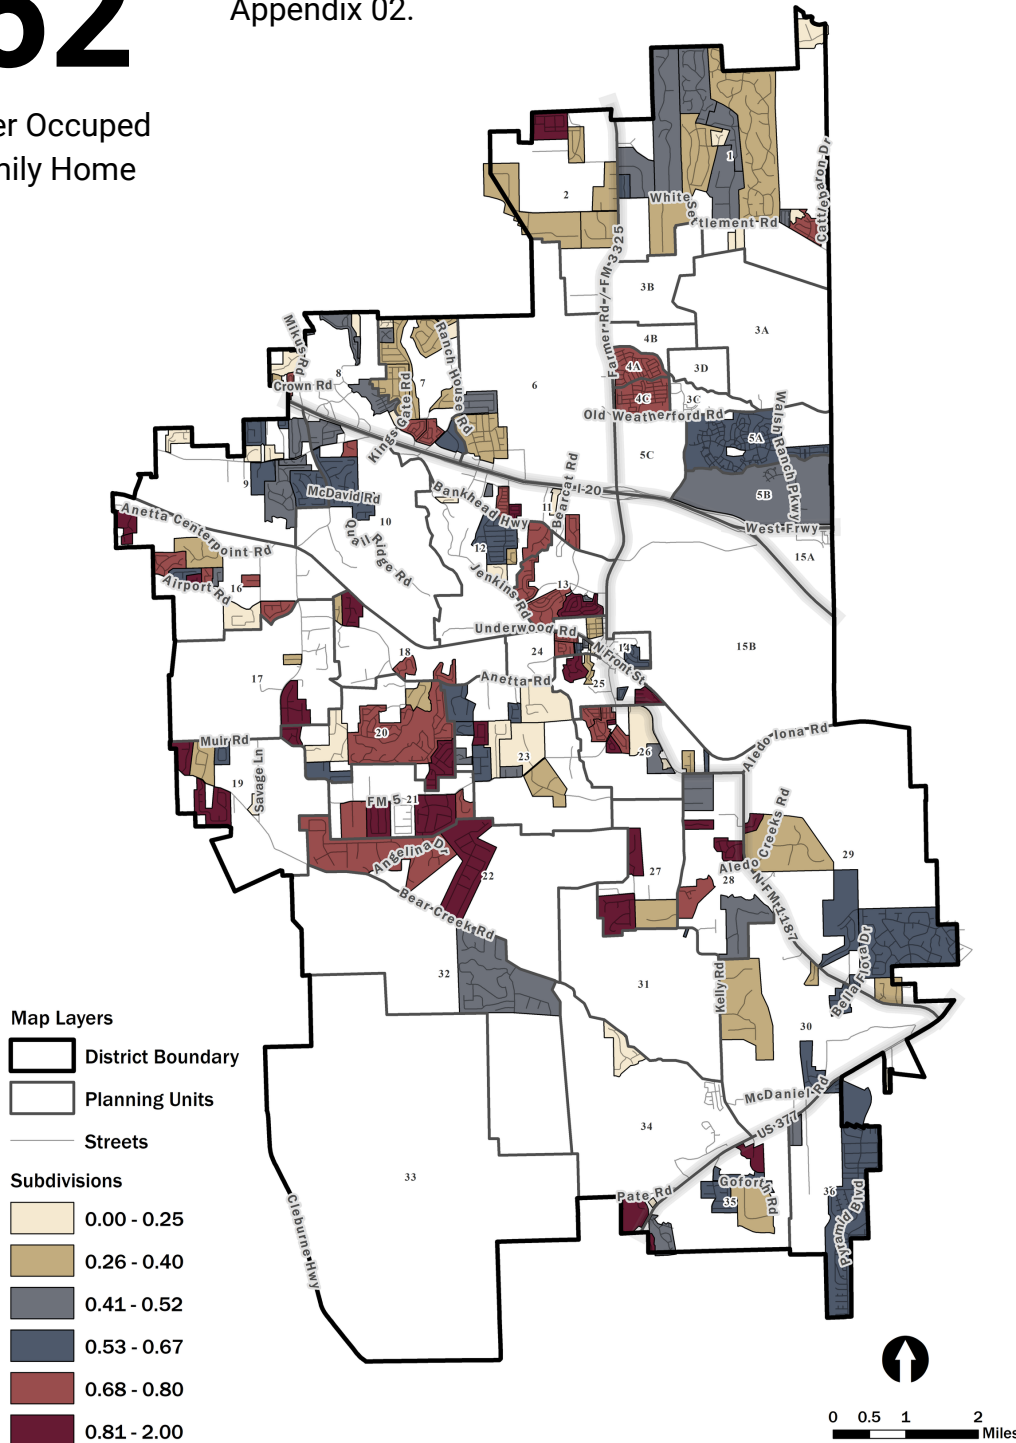 52
Appendix 02.
er Occuped
mily Home
Cattlebaron Dr
1
2
White Settlement Rd
Farmer Rd / FM 3325
3B
3A
4B
4A
3D
4C
3C
Old Weatherford Rd
Mikus Rd
Ranch House Rd
8
7
6
Crown Rd
Kings Gate Rd
5A
5C
5B
Walsh Ranch Pkwy
9
McDavid Rd
10
Quail Ridge Rd
Bankhead Hwy
I-20
Bearcat Rd
11
West Frwy
15A
Anetta Centerpoint Rd
12
Jenkins Rd
13
Airport Rd
16
Underwood Rd
14
15B
N Front St
24
18
25
Anetta Rd
17
Muir Rd
20
Aledo Iona Rd
23
26
19
Savage Ln
FM 5
21
Aledo Creeks Rd
Angelina Dr
22
27
28
29
N FM 1187
Bear Creek Rd
32
31
Kelly Rd
Bella Flora Dr
30
McDaniel Rd
34
US 377
33
Pate Rd
Goforth Rd
35
36
Pyramid Blvd
Cleburne Hwy
Map Layers
District Boundary
Planning Units
Streets
Subdivisions
0.00 - 0.25
0.26 - 0.40
0.41 - 0.52
0.53 - 0.67
0.68 - 0.80
0.81 - 2.00
0 0.5 1 2
Miles